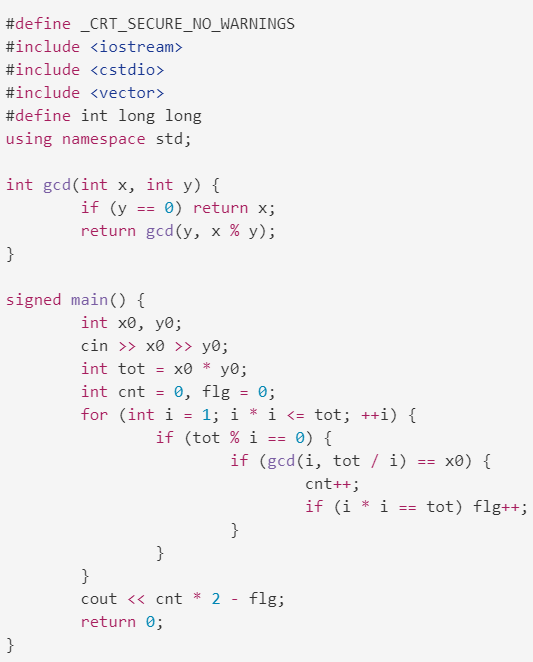 #define _CRT_SECURE_NO_WARNINGS
#include <iostream>
#include <cstdio>
#include <vector>
#define int long long
using namespace std;

int gcd(int x, int y) {
        if (y == 0) return x;
        return gcd(y, x % y);
}

signed main() {
        int x0, y0;
        cin >> x0 >> y0;
        int tot = x0 * y0;
        int cnt = 0, flg = 0;
        for (int i = 1; i * i <= tot; ++i) {
                if (tot % i == 0) {
                        if (gcd(i, tot / i) == x0) {
                                cnt++;
                                if (i * i == tot) flg++;
                        }
                }
        }
        cout << cnt * 2 - flg;
        return 0;
}